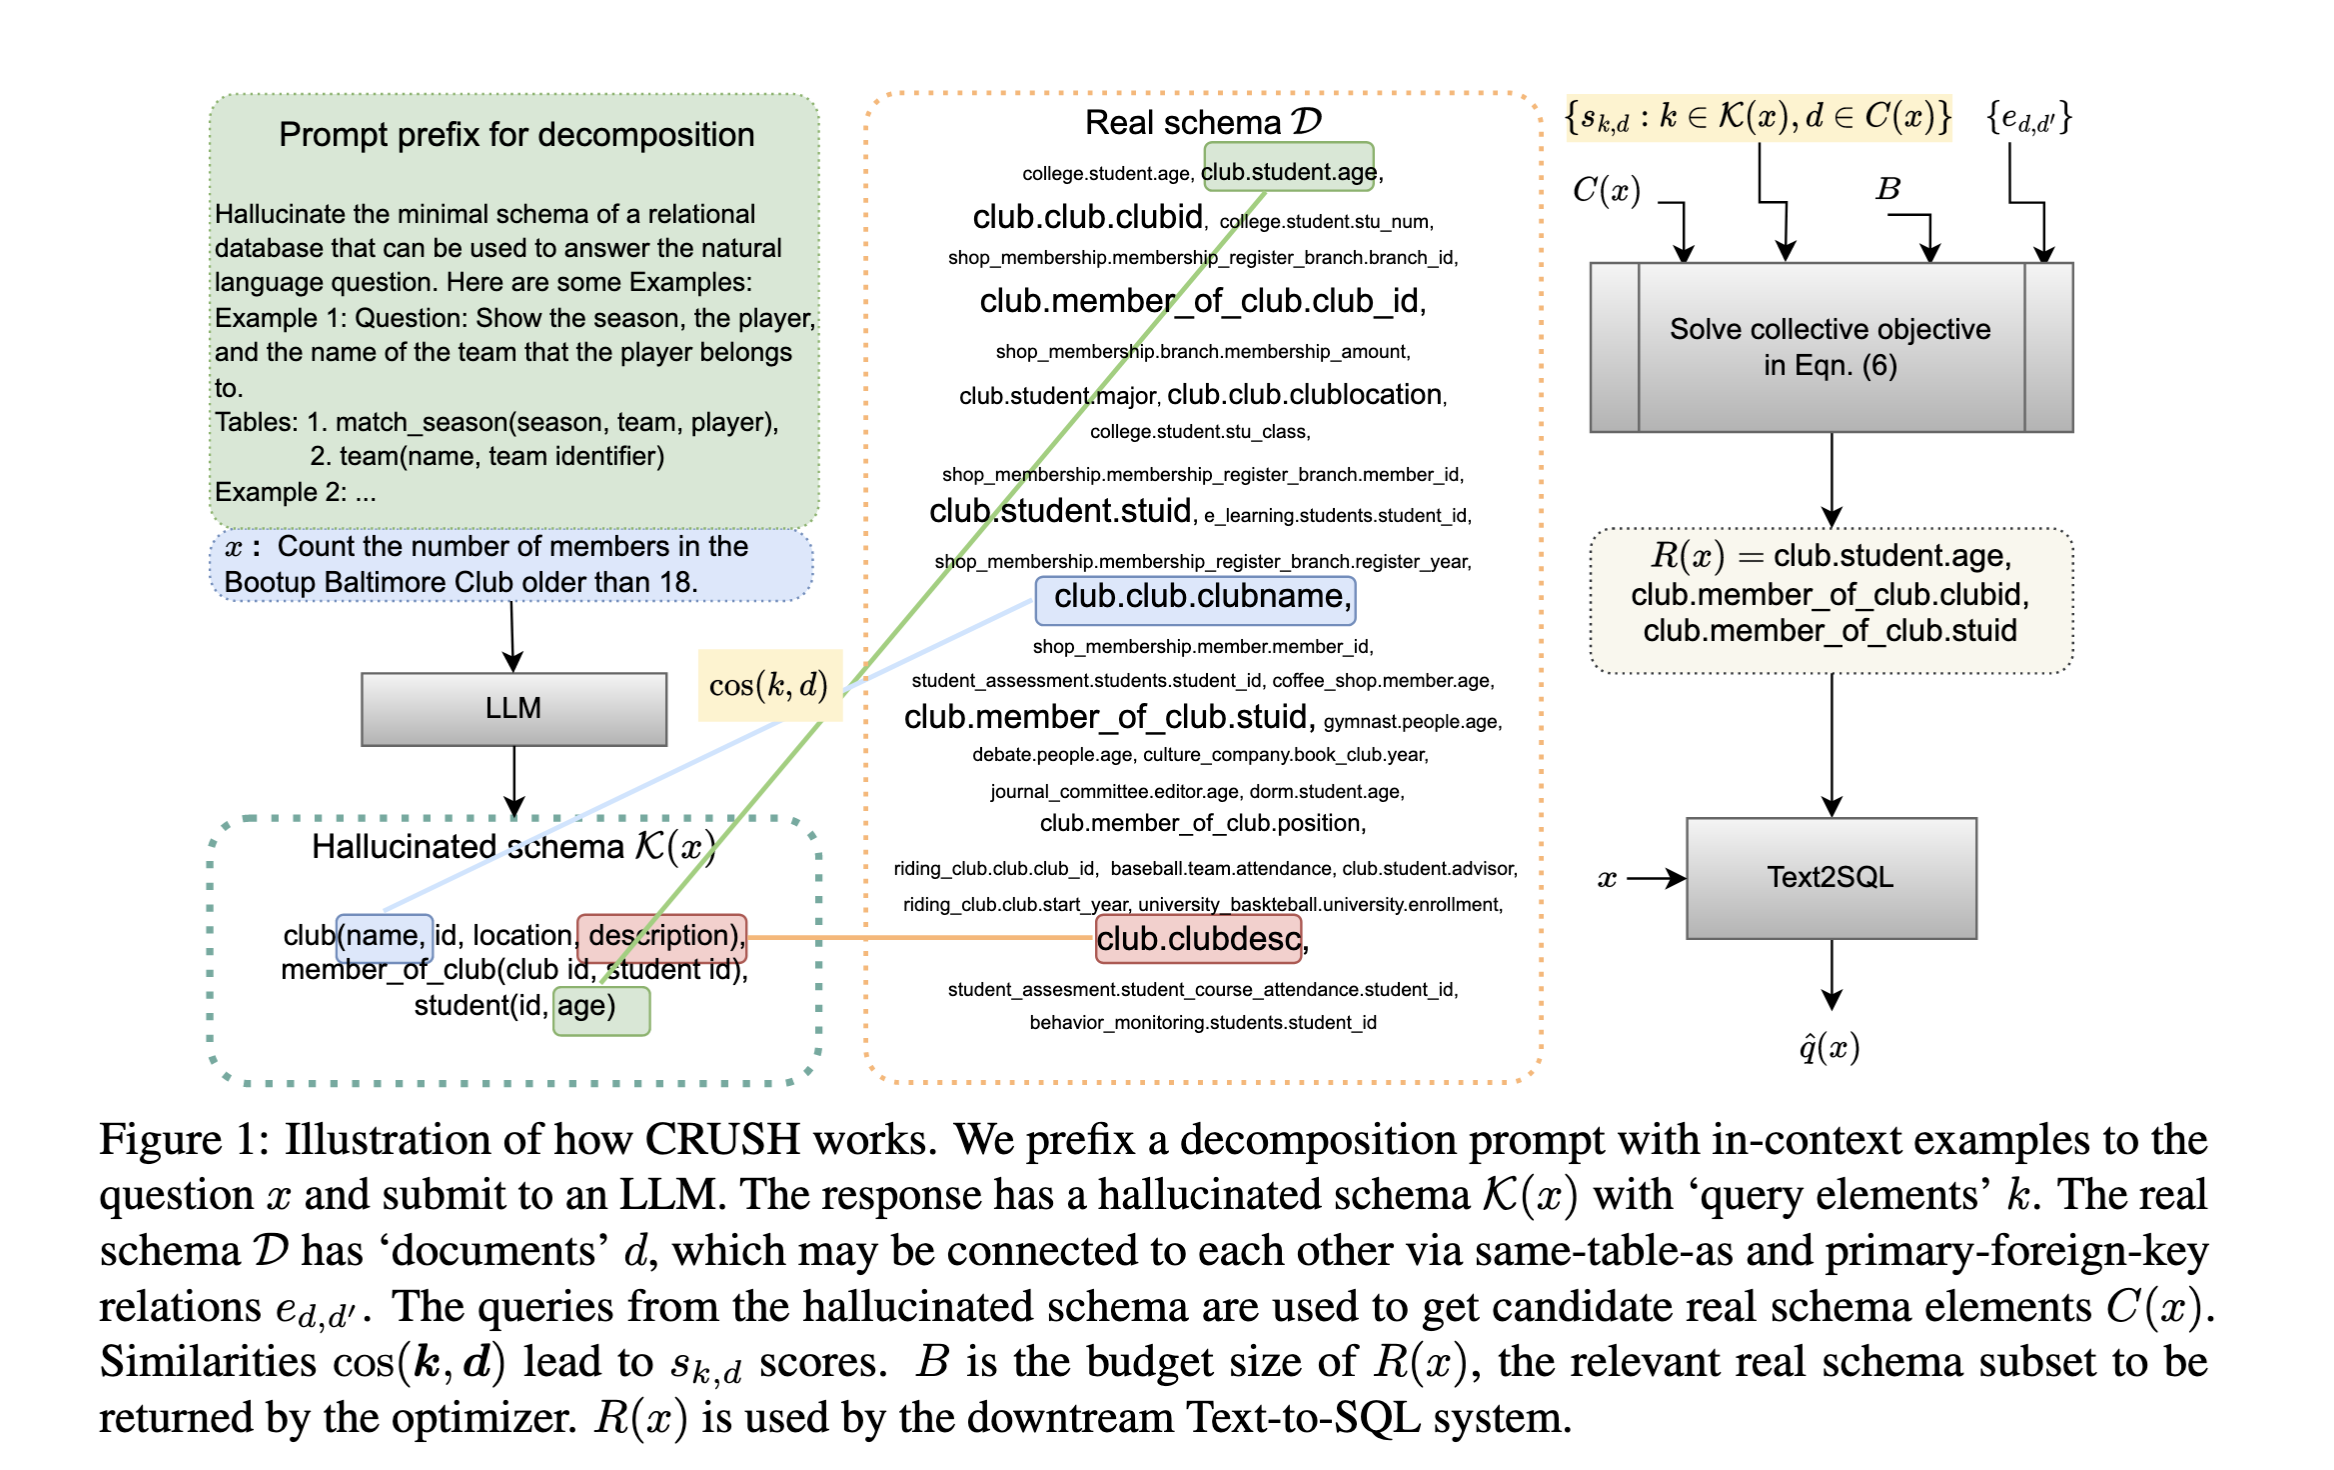 Prompt prefix for decomposition
Hallucinate the minimal schema of a relational
database that can be used to answer the natural
language question. Here are some Examples:
Example 1: Question: Show the season, the player,
and the name of the team that the player belongs
to.
Tables: 1. match_season(season, team, player),
2. team(name, team identifier)
Example 2: ...
x : Count the number of members in the
Bootup Baltimore Club older than 18.
LLM
cos(k, d)
Hallucinated schema K(x)
club(name, id, location, description),
member_of_club(club id, student id),
student(id, age)
Real schema D
college.student.age, club.student.age,
club.club.clubid, college.student.stu_num,
shop_membership.membership_register_branch.branch_id,
club.member_of_club.club_id,
shop_membership.branch.membership_amount,
club.student.major, club.club.clublocation,
college.student.stu_class,
shop_membership.membership_register_branch.member_id,
club.student.stuid, e_learning.students.student_id,
shop_membership.membership_register_branch.register_year,
club.club.clubname,
shop_membership.member.member_id,
student_assessment.students.student_id, coffee_shop.member.age,
club.member_of_club.stuid, gymnast.people.age,
debate.people.age, culture_company.book_club.year,
journal_committee.editor.age, dorm.student.age,
club.member_of_club.position,
riding_club.club.club_id, baseball.team.attendance, club.student.advisor,
riding_club.club.start_year, university_baskteball.university.enrollment,
club.clubdesc,
student_assesment.student_course_attendance.student_id,
behavior_monitoring.students.student_id
{s_{k,d} : k ∈ K(x), d ∈ C(x)} {e_{d,d′}}
C(x) B
Solve collective objective
in Eqn. (6)
R(x) = club.student.age,
club.member_of_club.clubid,
club.member_of_club.stuid
x Text2SQL
q̂(x)
Figure 1: Illustration of how CRUSH works. We prefix a decomposition prompt with in-context examples to the
question x and submit to an LLM. The response has a hallucinated schema K(x) with ‘query elements’ k. The real
schema D has ‘documents’ d, which may be connected to each other via same-table-as and primary-foreign-key
relations e_{d,d′}. The queries from the hallucinated schema are used to get candidate real schema elements C(x).
Similarities cos(k, d) lead to s_{k,d} scores. B is the budget size of R(x), the relevant real schema subset to be
returned by the optimizer. R(x) is used by the downtream Text-to-SQL system.